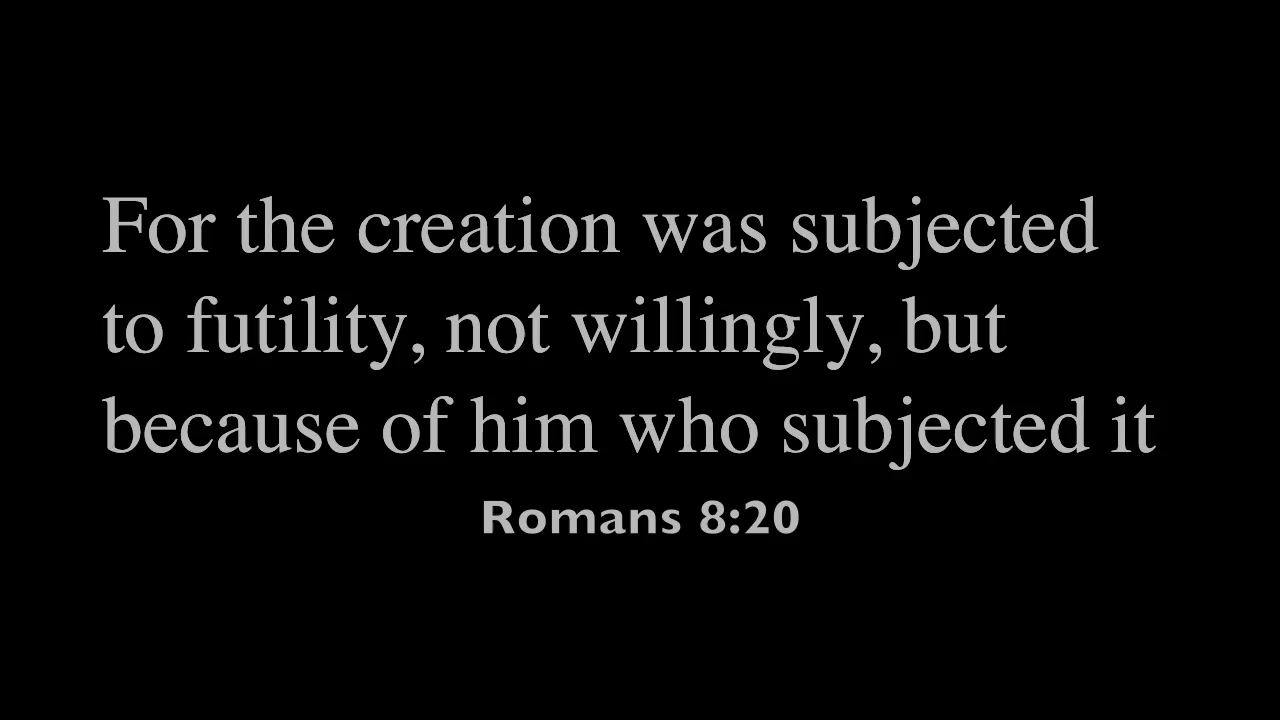 For the creation was subjected
to futility, not willingly, but
because of him who subjected it
Romans 8:20